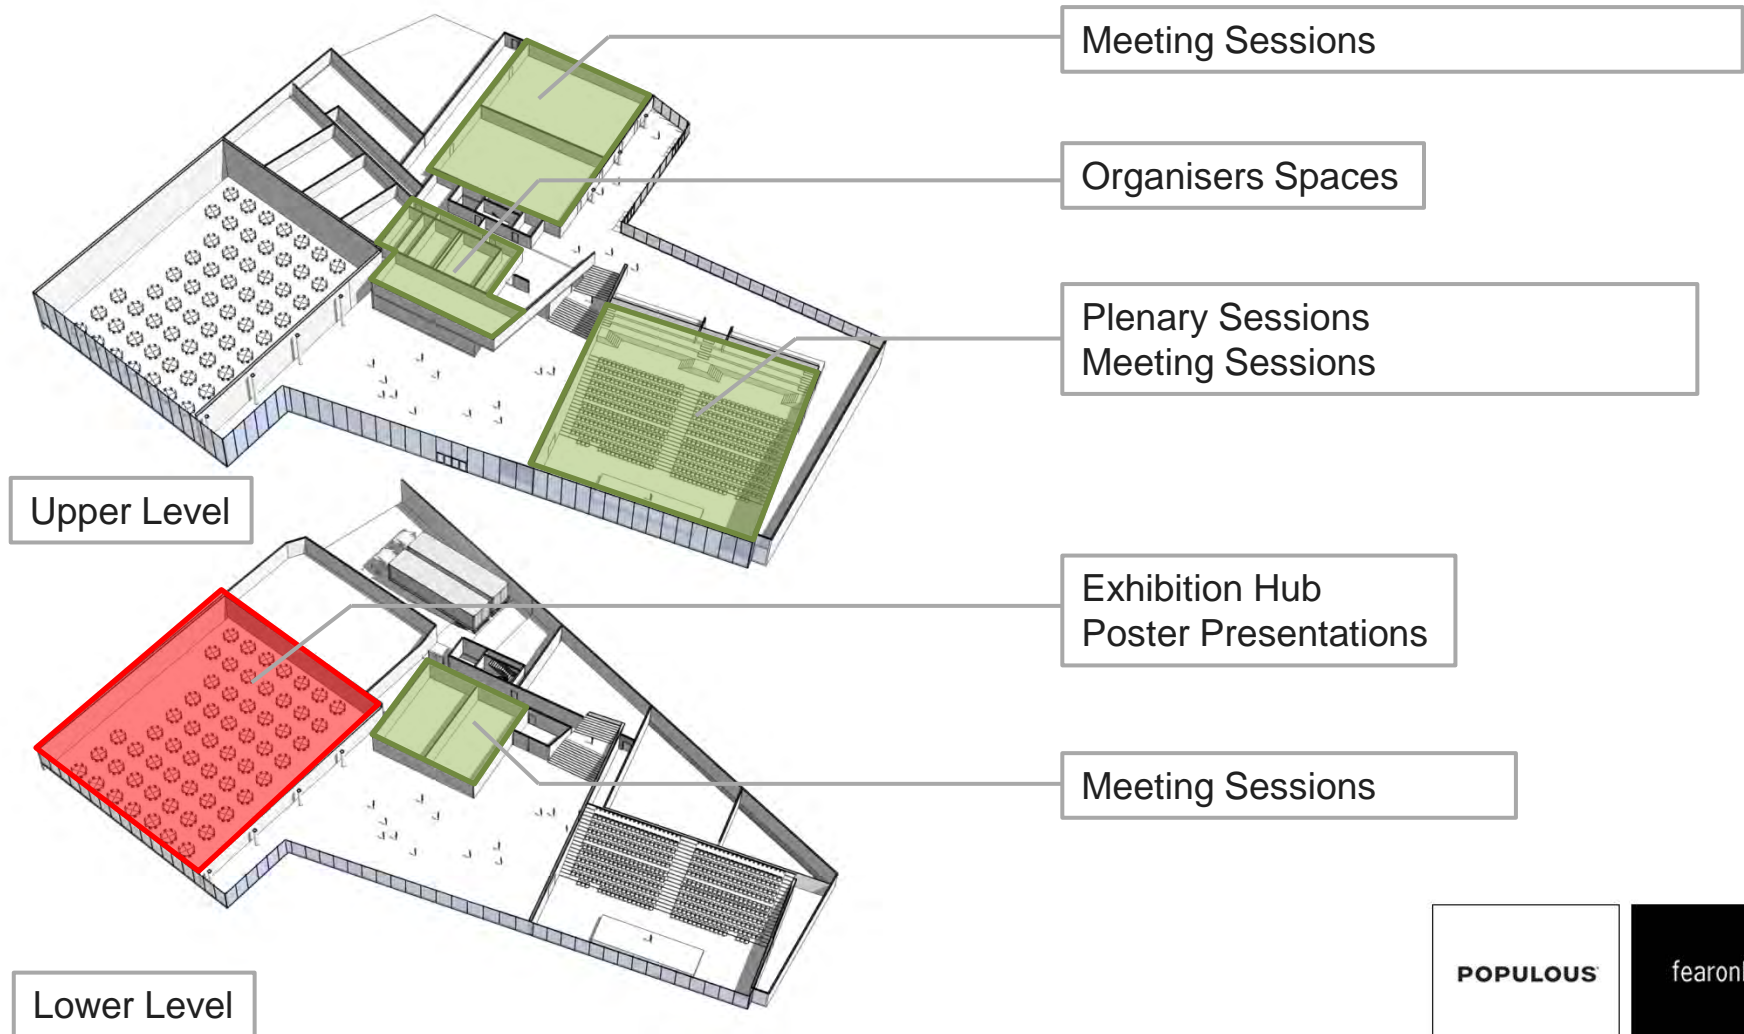 Meeting Sessions
Organisers Spaces
Plenary Sessions
Meeting Sessions
Upper Level
Exhibition Hub
Poster Presentations
Meeting Sessions
Lower Level
POPULOUS